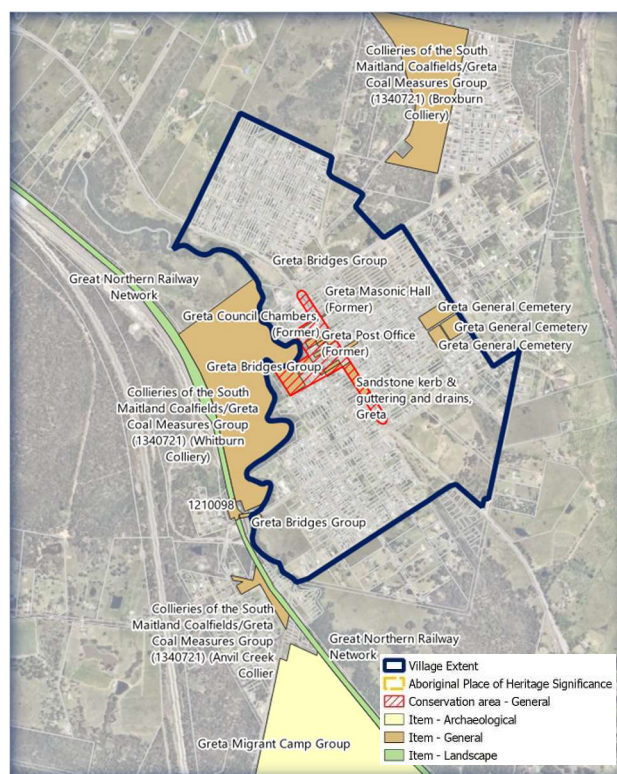 Collieries of the South
Maitland Coalfields/Greta
Coal Measures Group
(1340721) (Broxburn
Colliery)
Greta Bridges Group
Great Northern Railway
Network
Greta Masonic Hall
(Former)
Greta General Cemetery
Greta Council Chambers,
(Former)
Greta Post Office
(Former)
Greta General Cemetery
Greta General Cemetery
Greta Bridges Group
Sandstone kerb &
guttering and drains,
Greta
Collieries of the South
Maitland Coalfields/Greta
Coal Measures Group
(1340721) (Whitburn
Colliery)
1210098
Greta Bridges Group
Collieries of the South
Maitland Coalfields/Greta
Coal Measures Group
(1340721) (Anvil Creek
Collier
Great Northern Railway
Network
Greta Migrant Camp Group
Village Extent
Aboriginal Place of Heritage Significance
Conservation area - General
Item - Archaeological
Item - General
Item - Landscape